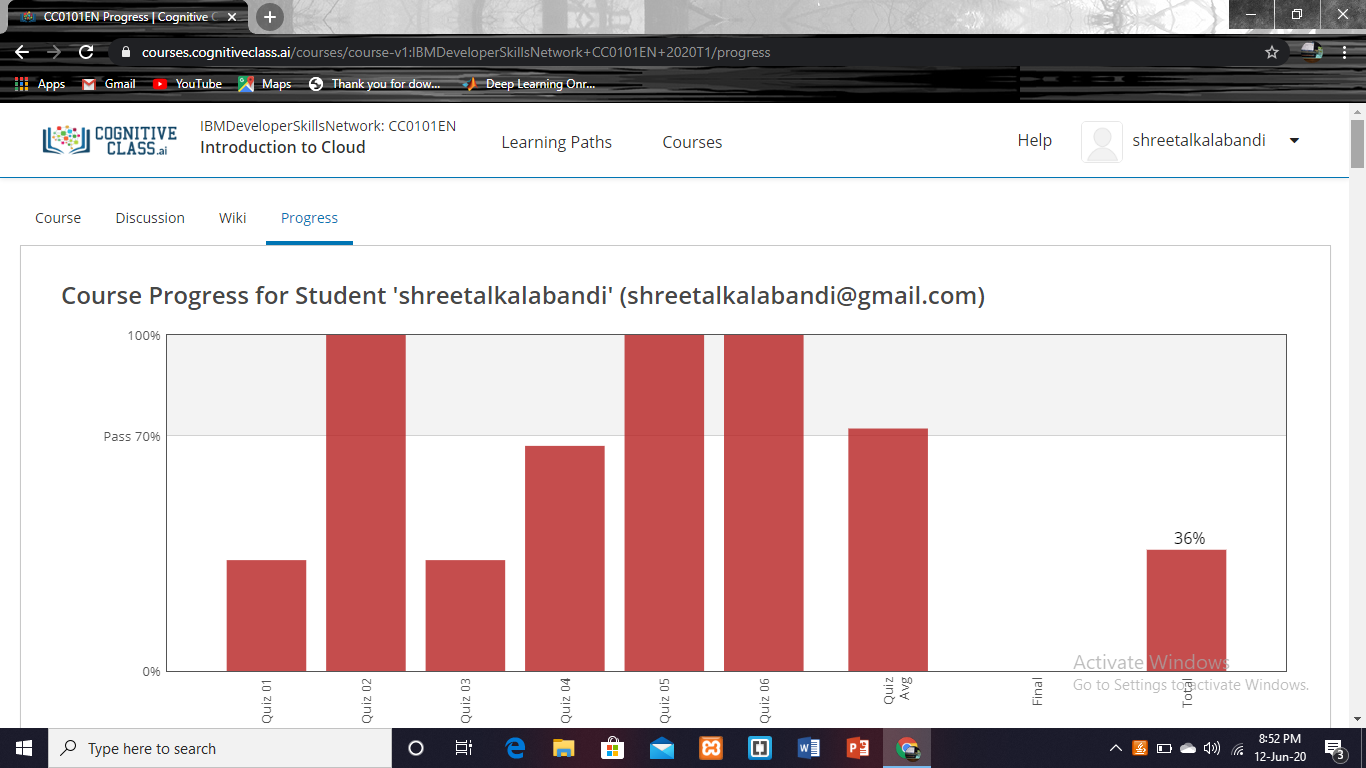 CC0101EN Progress | Cognitive C
courses.cognitiveclass.ai/courses/course-v1:IBMDeveloperSkillsNetwork+CC0101EN+2020T1/progress
Apps Gmail YouTube Maps Thank you for dow... Deep Learning Onr...
COGNITIVE
CLASS.ai
IBMDeveloperSkillsNetwork: CC0101EN
Introduction to Cloud
Learning Paths Courses
Help shreetalkalabandi
Course Discussion Wiki Progress
Course Progress for Student 'shreetalkalabandi' (shreetalkalabandi@gmail.com)
100%
Pass 70%
36%
0%
Quiz 01
Quiz 02
Quiz 03
Quiz 04
Quiz 05
Quiz 06
Quiz
Avg
Final
Total
Activate Windows
Go to Settings to activate Windows.
Type here to search
8:52 PM
12-Jun-20
3